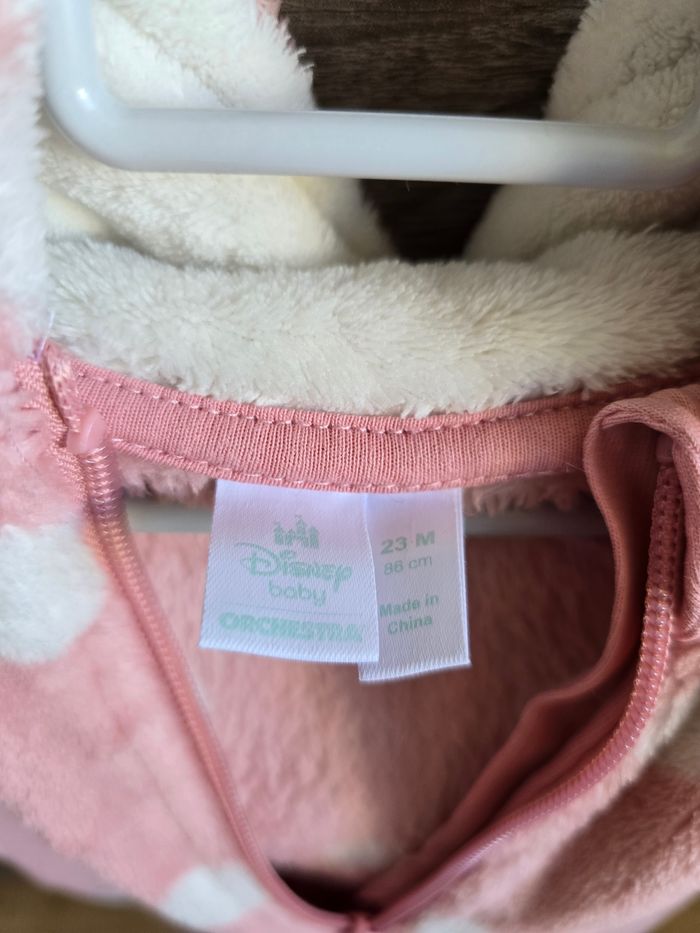 Disney
baby
ORCHESTRA
23 M
86 cm
Made in
China